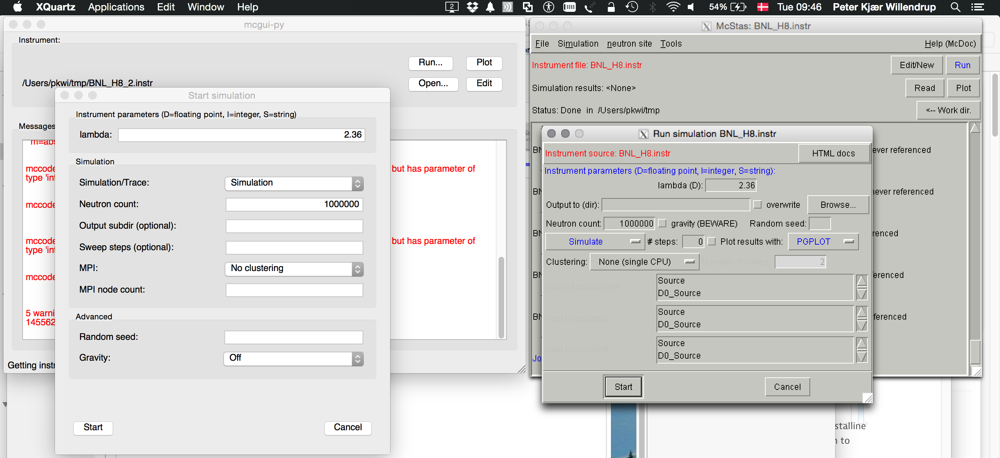 XQuartz Applications Edit Window Help
2 54% Tue 09:46 Peter Kjær Willendrup
mcgui-py
Instrument:
Run... Plot
/Users/pkwi/tmp/BNL_H8_2.instr
Open... Edit
Messages
but has parameter of
mccode
type 'int
mccode
but has parameter of
mccode
type 'int
mccode
5 warni
145562
Getting instr
Start simulation
Instrument parameters (D=floating point, I=integer, S=string)
lambda: 2.36
Simulation
Simulation/Trace: Simulation
Neutron count: 1000000
Output subdir (optional):
Sweep steps (optional):
MPI: No clustering
MPI node count:
Advanced
Random seed:
Gravity: Off
Start Cancel
McStas: BNL_H8.instr
File Simulation neutron site Tools Help (McDoc)
Instrument file: BNL_H8.instr Edit/New Run
Simulation results: <None> Read Plot
Status: Done in /Users/pkwi/tmp <-- Work dir.
ever referenced
never referenced
renced
erenced
ferenced
Jo
Run simulation BNL_H8.instr
Instrument source: BNL_H8.instr HTML docs
Instrument parameters (D=floating point, I=integer, S=string):
lambda (D): 2.36
Output to (dir): overwrite Browse...
Neutron count: 1000000 gravity (BEWARE) Random seed:
Simulate # steps: 0 Plot results with: PGPLOT
Clustering: None (single CPU) Number of nodes: 2
Inspect component:
Source
D0_Source
First component:
Source
D0_Source
Last component:
Source
D0_Source
Start Cancel
stalline
to